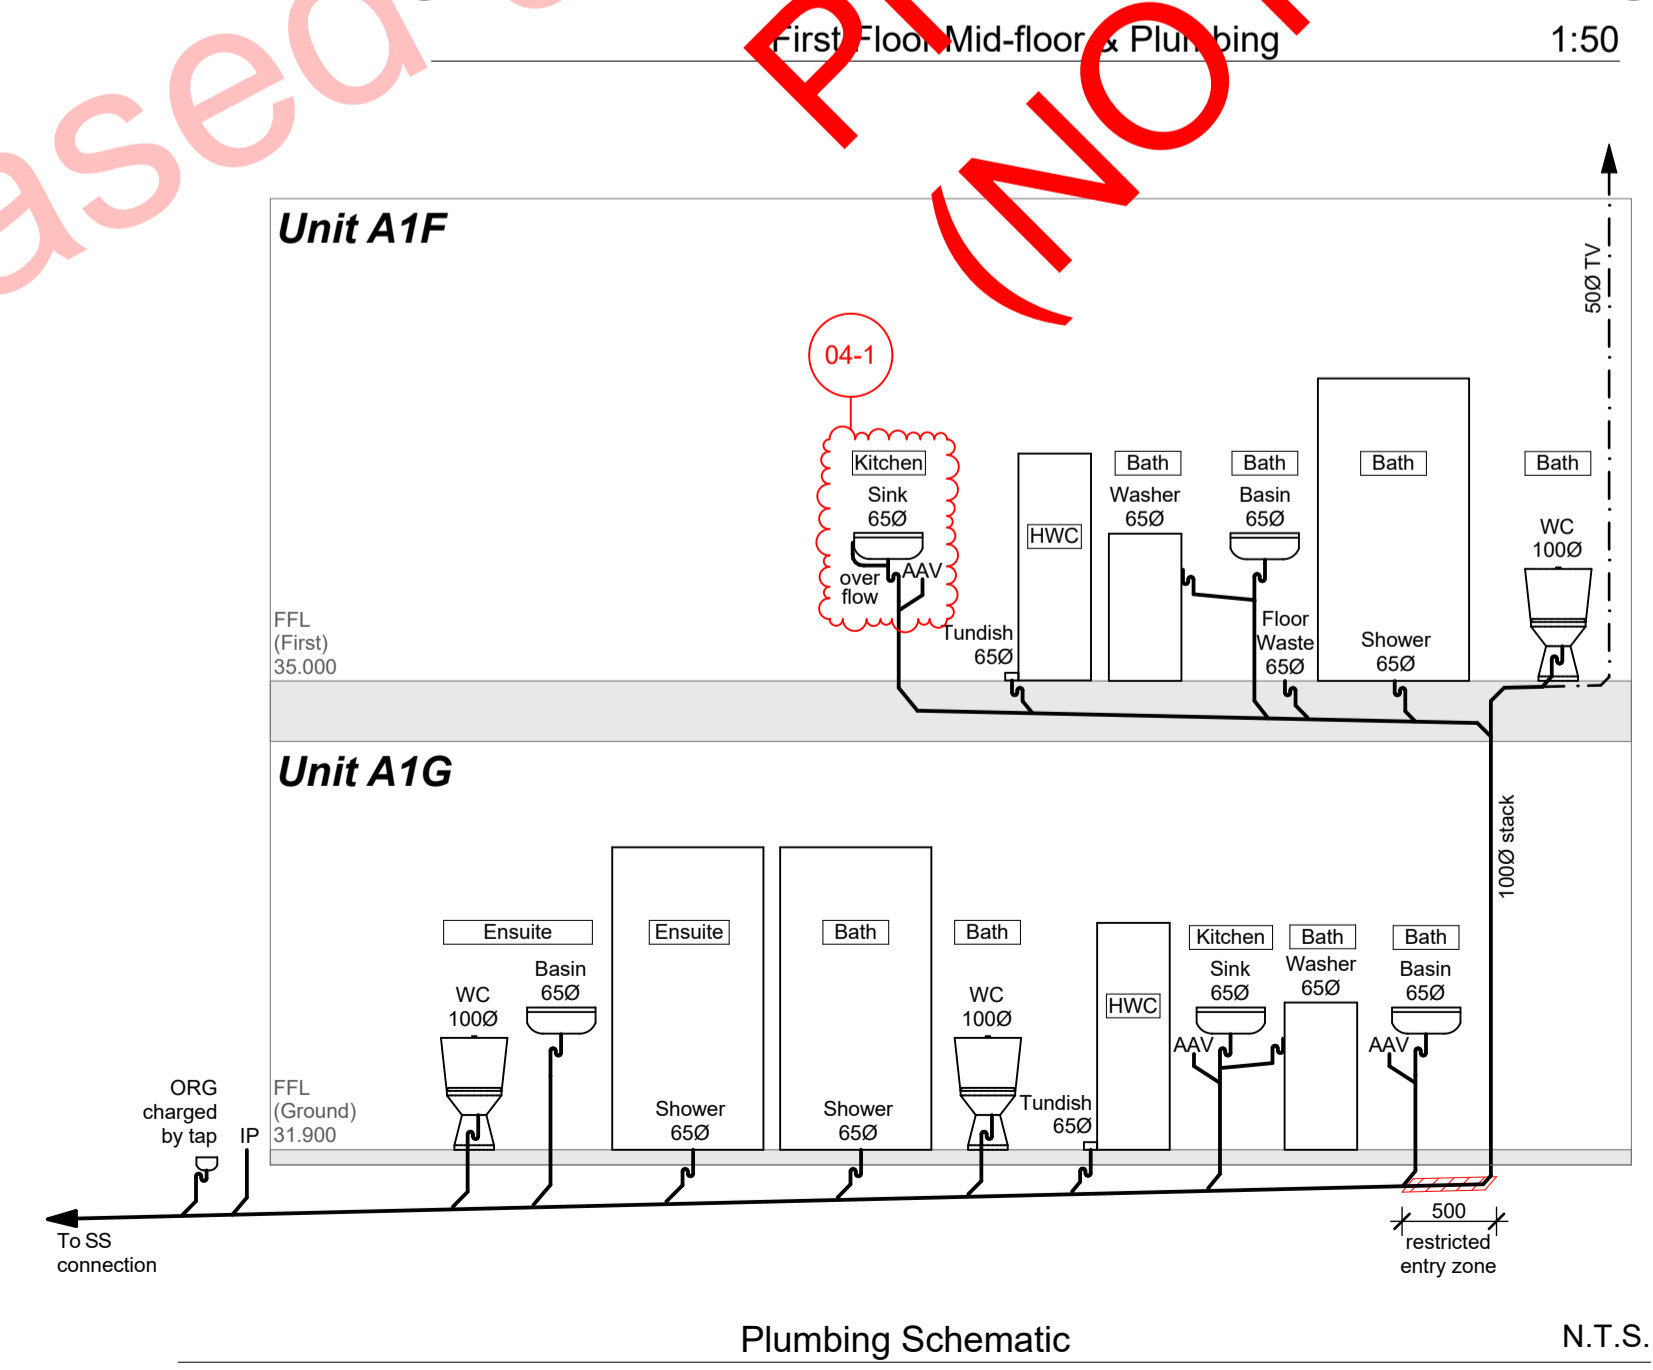 First Floor Mid-floor & Plumbing 1:50
Unit A1F
50Ø TV
04-1
Kitchen
Sink
65Ø
over
flow
AAV
Tundish
65Ø
HWC
Bath
Washer
65Ø
Bath
Basin
65Ø
Floor
Waste
65Ø
Bath
Shower
65Ø
Bath
WC
100Ø
FFL
(First)
35.000
Unit A1G
100Ø stack
Ensuite
WC
100Ø
Basin
65Ø
Ensuite
Shower
65Ø
Bath
Shower
65Ø
Bath
WC
100Ø
Tundish
65Ø
HWC
Kitchen
Sink
65Ø
AAV
Bath
Washer
65Ø
Bath
Basin
65Ø
AAV
FFL
(Ground)
31.900
ORG
charged
by tap
IP
To SS
connection
500
restricted
entry zone
Plumbing Schematic N.T.S.